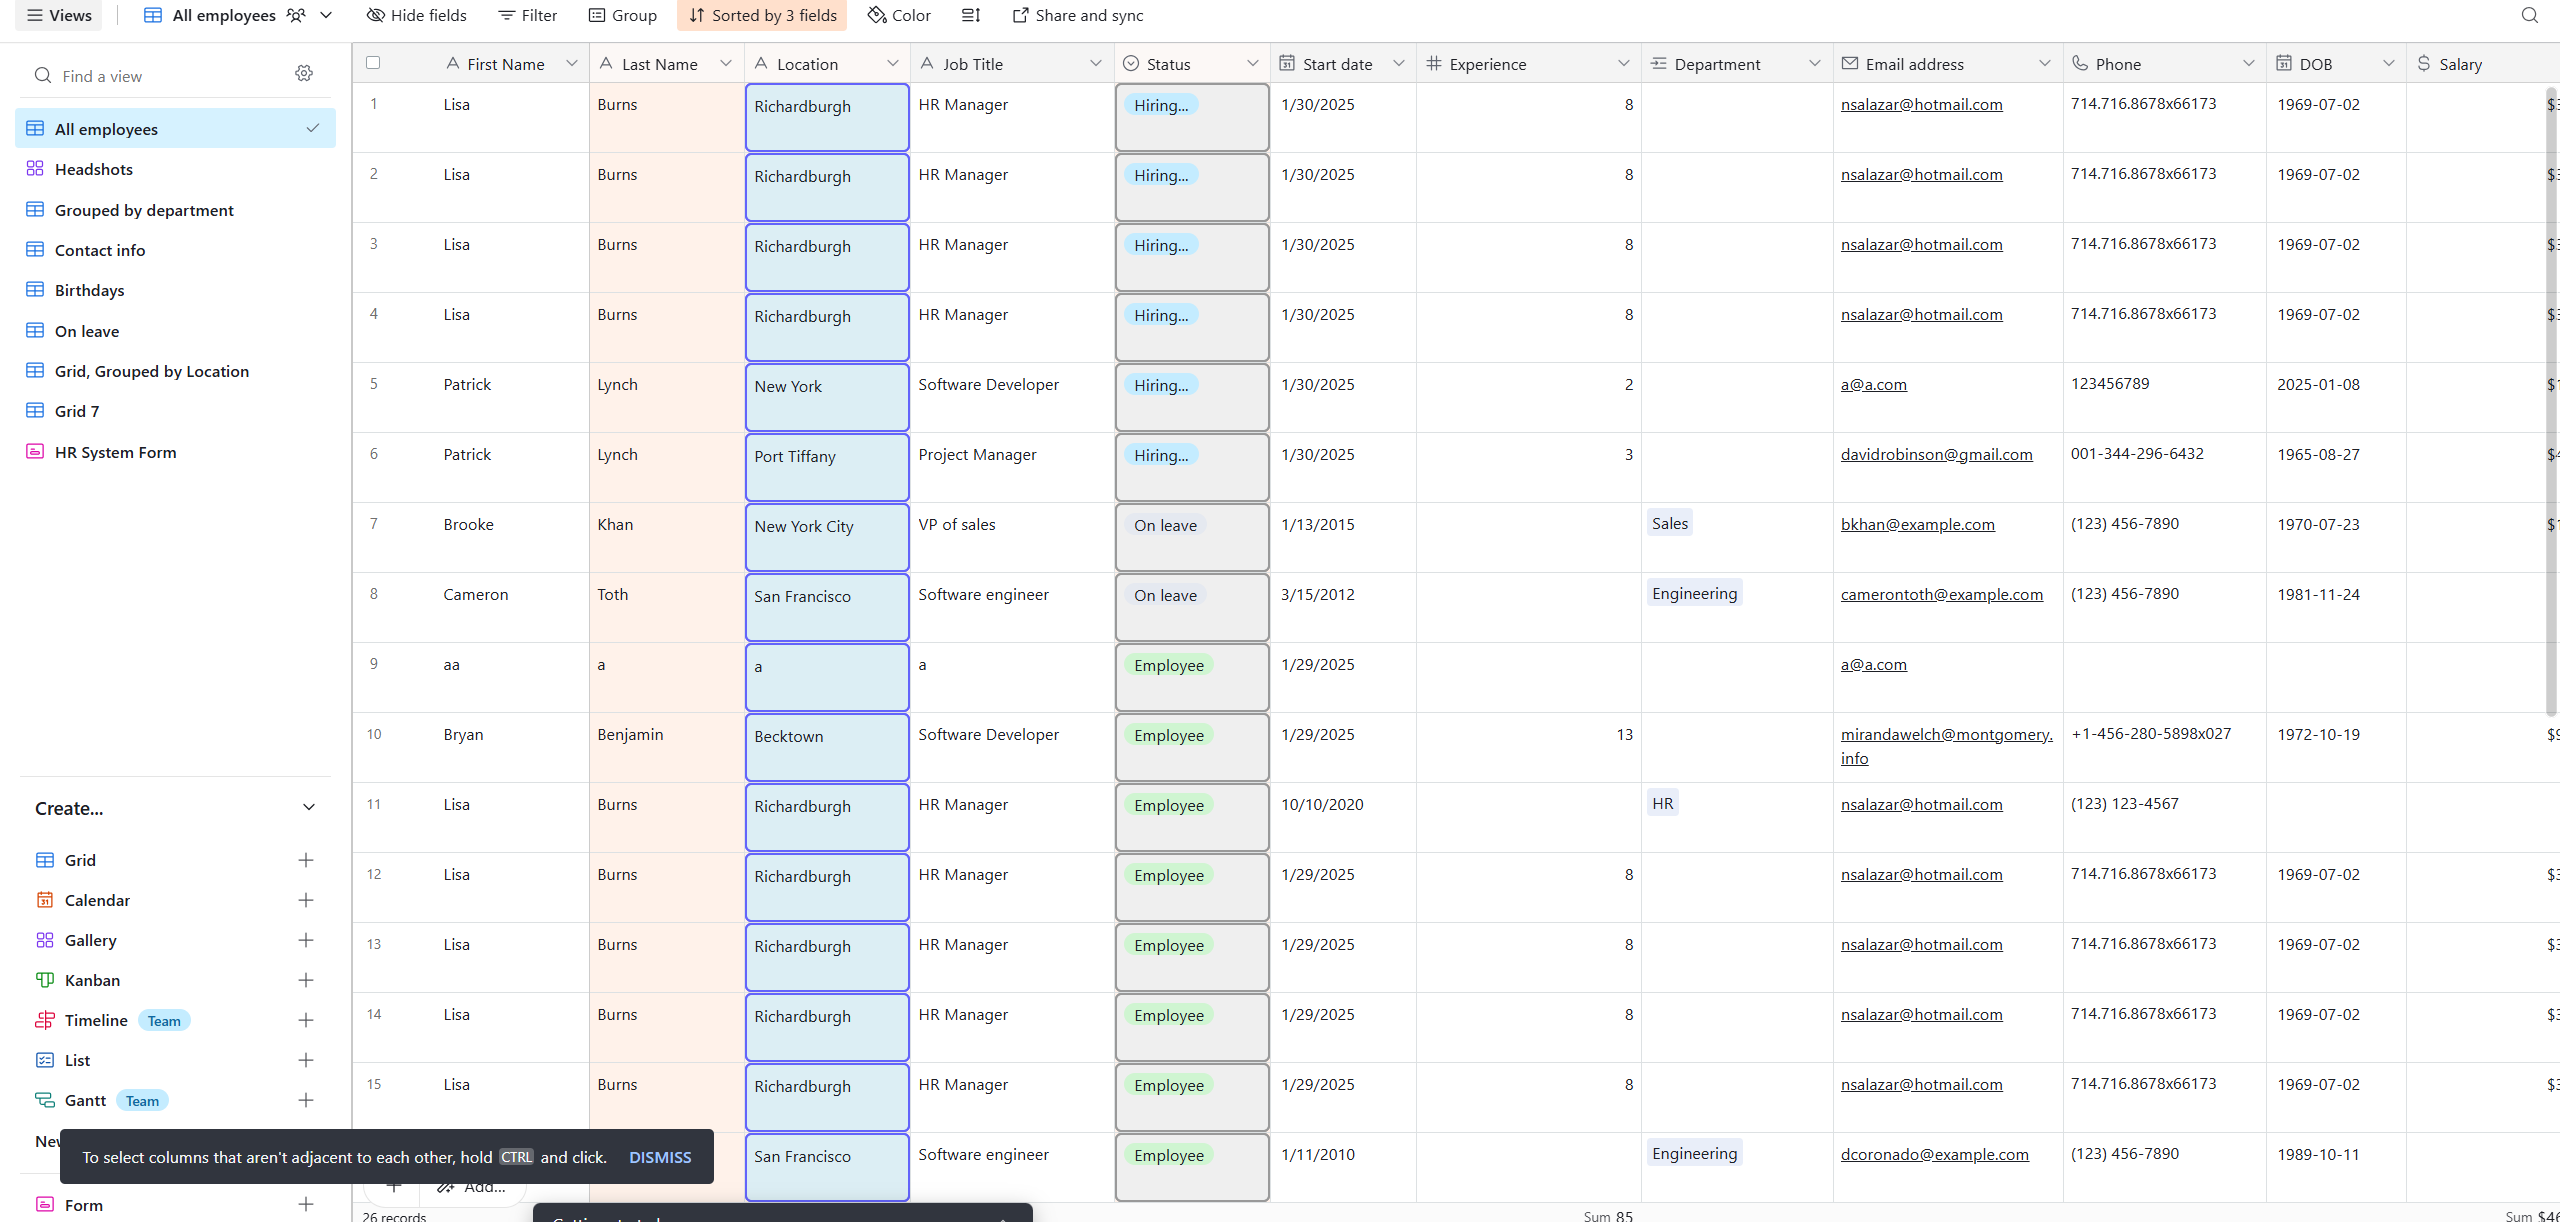 Views All employees Hide fields Filter Group Sorted by 3 fields Color Share and sync
Find a view
All employees
Headshots
Grouped by department
Contact info
Birthdays
On leave
Grid, Grouped by Location
Grid 7
HR System Form
Create...
Grid
Calendar
Gallery
Kanban
Timeline Team
List
Gantt Team
Form
First Name Last Name Location Job Title Status Start date Experience Department Email address Phone DOB Salary
1 Lisa Burns Richardburgh HR Manager Hiring... 1/30/2025 8 nsalazar@hotmail.com 714.716.8678x66173 1969-07-02
2 Lisa Burns Richardburgh HR Manager Hiring... 1/30/2025 8 nsalazar@hotmail.com 714.716.8678x66173 1969-07-02
3 Lisa Burns Richardburgh HR Manager Hiring... 1/30/2025 8 nsalazar@hotmail.com 714.716.8678x66173 1969-07-02
4 Lisa Burns Richardburgh HR Manager Hiring... 1/30/2025 8 nsalazar@hotmail.com 714.716.8678x66173 1969-07-02
5 Patrick Lynch New York Software Developer Hiring... 1/30/2025 2 a@a.com 123456789 2025-01-08
6 Patrick Lynch Port Tiffany Project Manager Hiring... 1/30/2025 3 davidrobinson@gmail.com 001-344-296-6432 1965-08-27
7 Brooke Khan New York City VP of sales On leave 1/13/2015 Sales bkhan@example.com (123) 456-7890 1970-07-23
8 Cameron Toth San Francisco Software engineer On leave 3/15/2012 Engineering camerontoth@example.com (123) 456-7890 1981-11-24
9 aa a a a Employee 1/29/2025 a@a.com
10 Bryan Benjamin Becktown Software Developer Employee 1/29/2025 13 mirandawelch@montgomery. +1-456-280-5898x027 1972-10-19
info
11 Lisa Burns Richardburgh HR Manager Employee 10/10/2020 HR nsalazar@hotmail.com (123) 123-4567
12 Lisa Burns Richardburgh HR Manager Employee 1/29/2025 8 nsalazar@hotmail.com 714.716.8678x66173 1969-07-02
13 Lisa Burns Richardburgh HR Manager Employee 1/29/2025 8 nsalazar@hotmail.com 714.716.8678x66173 1969-07-02
14 Lisa Burns Richardburgh HR Manager Employee 1/29/2025 8 nsalazar@hotmail.com 714.716.8678x66173 1969-07-02
15 Lisa Burns Richardburgh HR Manager Employee 1/29/2025 8 nsalazar@hotmail.com 714.716.8678x66173 1969-07-02
San Francisco Software engineer Employee 1/11/2010 Engineering dcoronado@example.com (123) 456-7890 1989-10-11
To select columns that aren't adjacent to each other, hold CTRL and click. DISMISS
Add...
26 records Sum 85 Sum